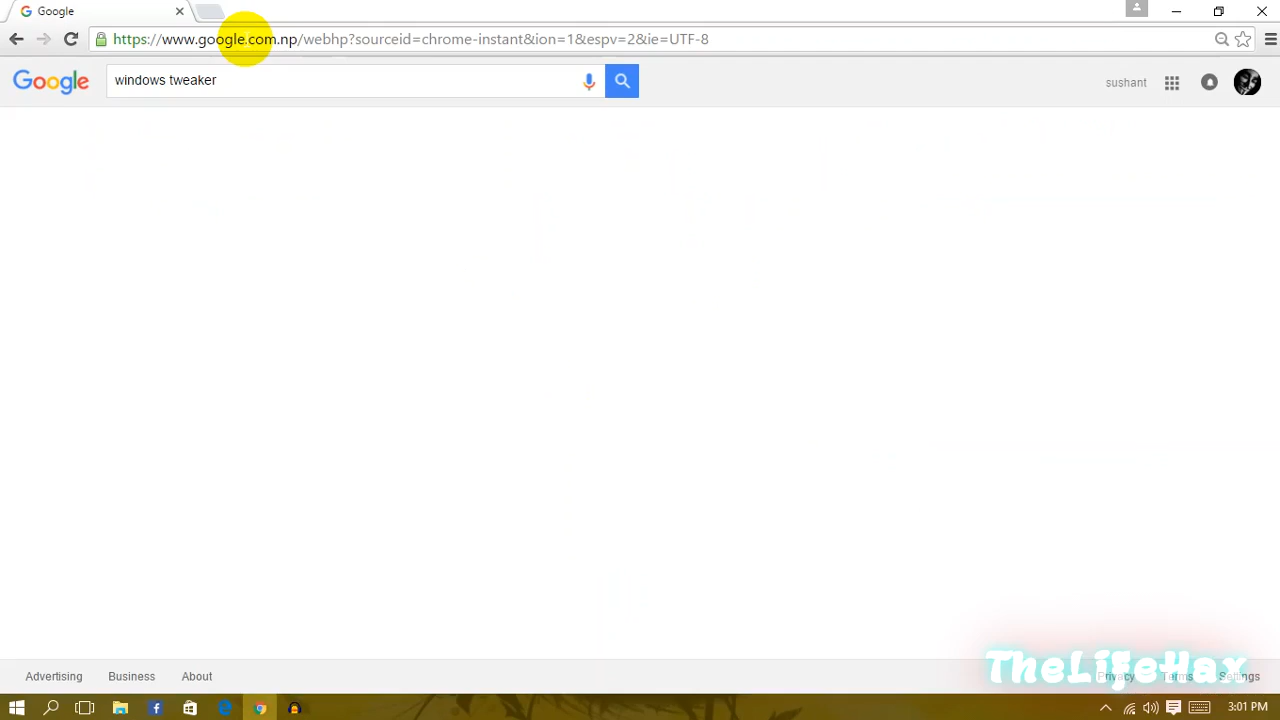 Google
https://www.google.com.np/webhp?sourceid=chrome-instant&ion=1&espv=2&ie=UTF-8
Google
windows tweaker
sushant
Advertising
Business
About
Privacy
Terms
Settings
TheLifeHax
3:01 PM